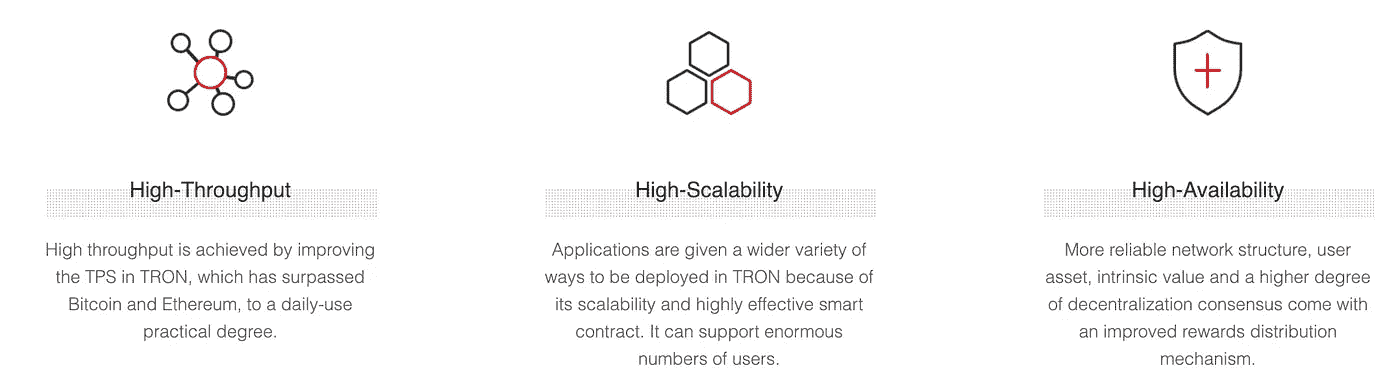 High-Throughput
High throughput is achieved by improving
the TPS in TRON, which has surpassed
Bitcoin and Ethereum, to a daily-use
practical degree.
High-Scalability
Applications are given a wider variety of
ways to be deployed in TRON because of
its scalability and highly effective smart
contract. It can support enormous
numbers of users.
High-Availability
More reliable network structure, user
asset, intrinsic value and a higher degree
of decentralization consensus come with
an improved rewards distribution
mechanism.